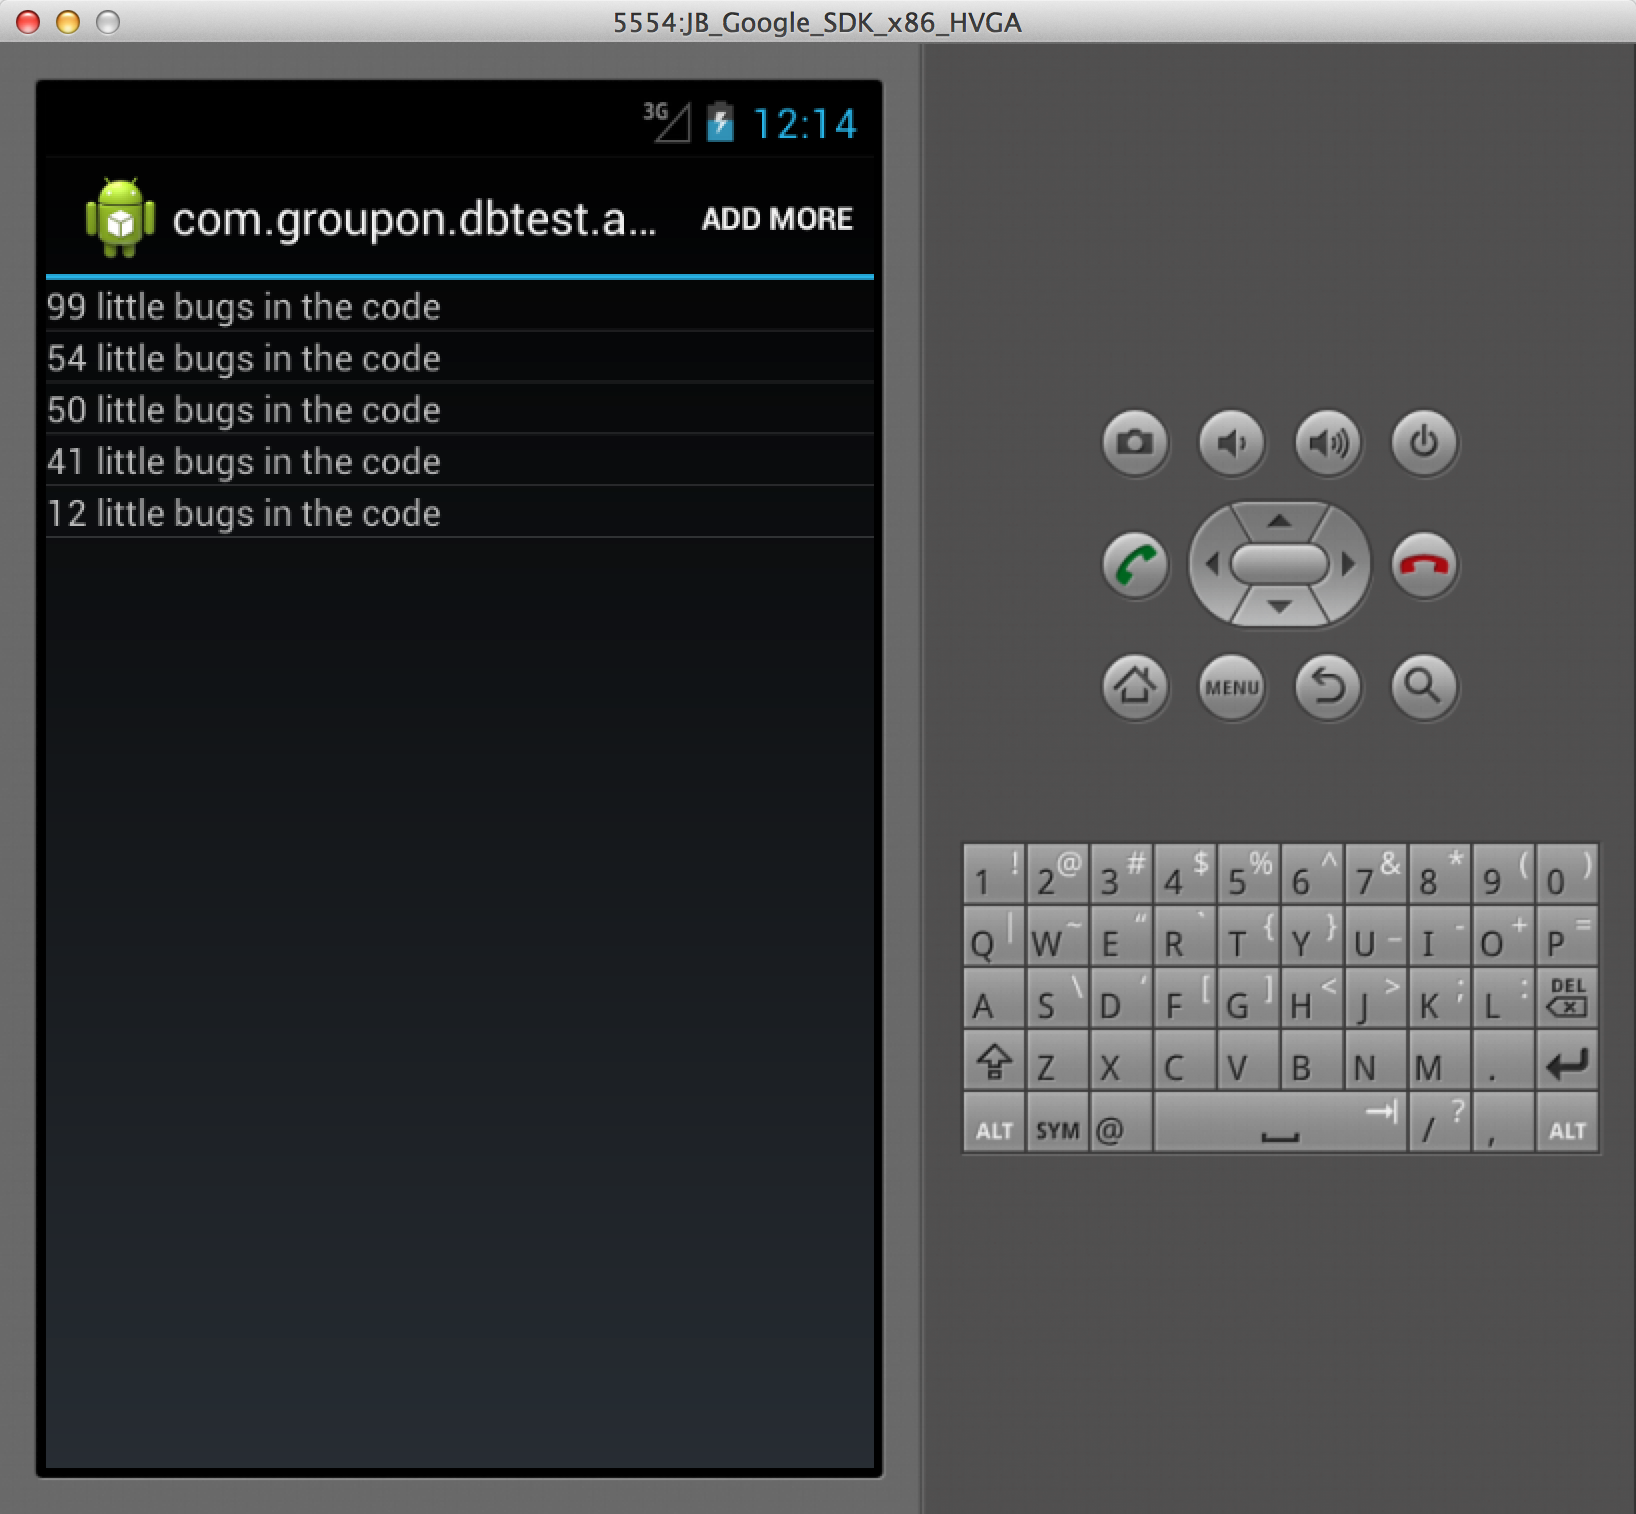 5554:JB_Google_SDK_x86_HVGA
3G 12:14
com.groupon.dbtest.a... ADD MORE
99 little bugs in the code
54 little bugs in the code
50 little bugs in the code
41 little bugs in the code
12 little bugs in the code
MENU
1 ! 2 @ 3 # 4 $ 5 % 6 ^ 7 & 8 * 9 ( 0 )
Q | W ~ E “ R ` T { Y } U _ I - O + P =
A S \ D ‘ F [ G ] H < J > K ; L : DEL
Z X C V B N M .
ALT SYM @ / ? , ALT